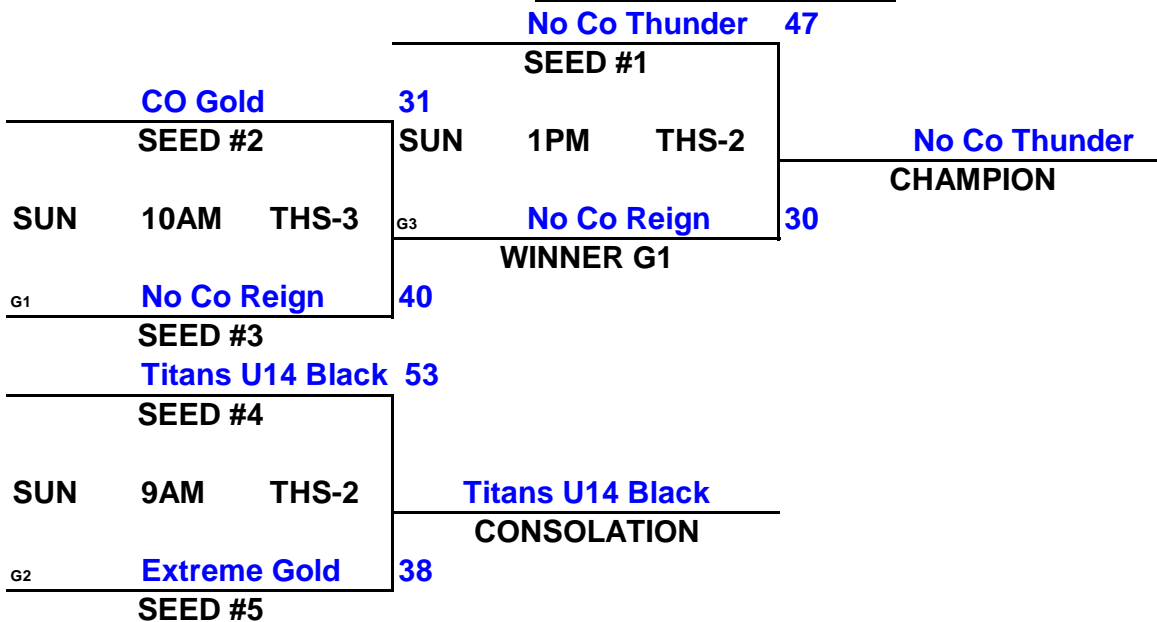 No Co Thunder 47
SEED #1
CO Gold 31
SEED #2 SUN 1PM THS-2 No Co Thunder
CHAMPION
SUN 10AM THS-3 G3 No Co Reign 30
WINNER G1
G1 No Co Reign 40
SEED #3
Titans U14 Black 53
SEED #4
SUN 9AM THS-2 Titans U14 Black
CONSOLATION
G2 Extreme Gold 38
SEED #5